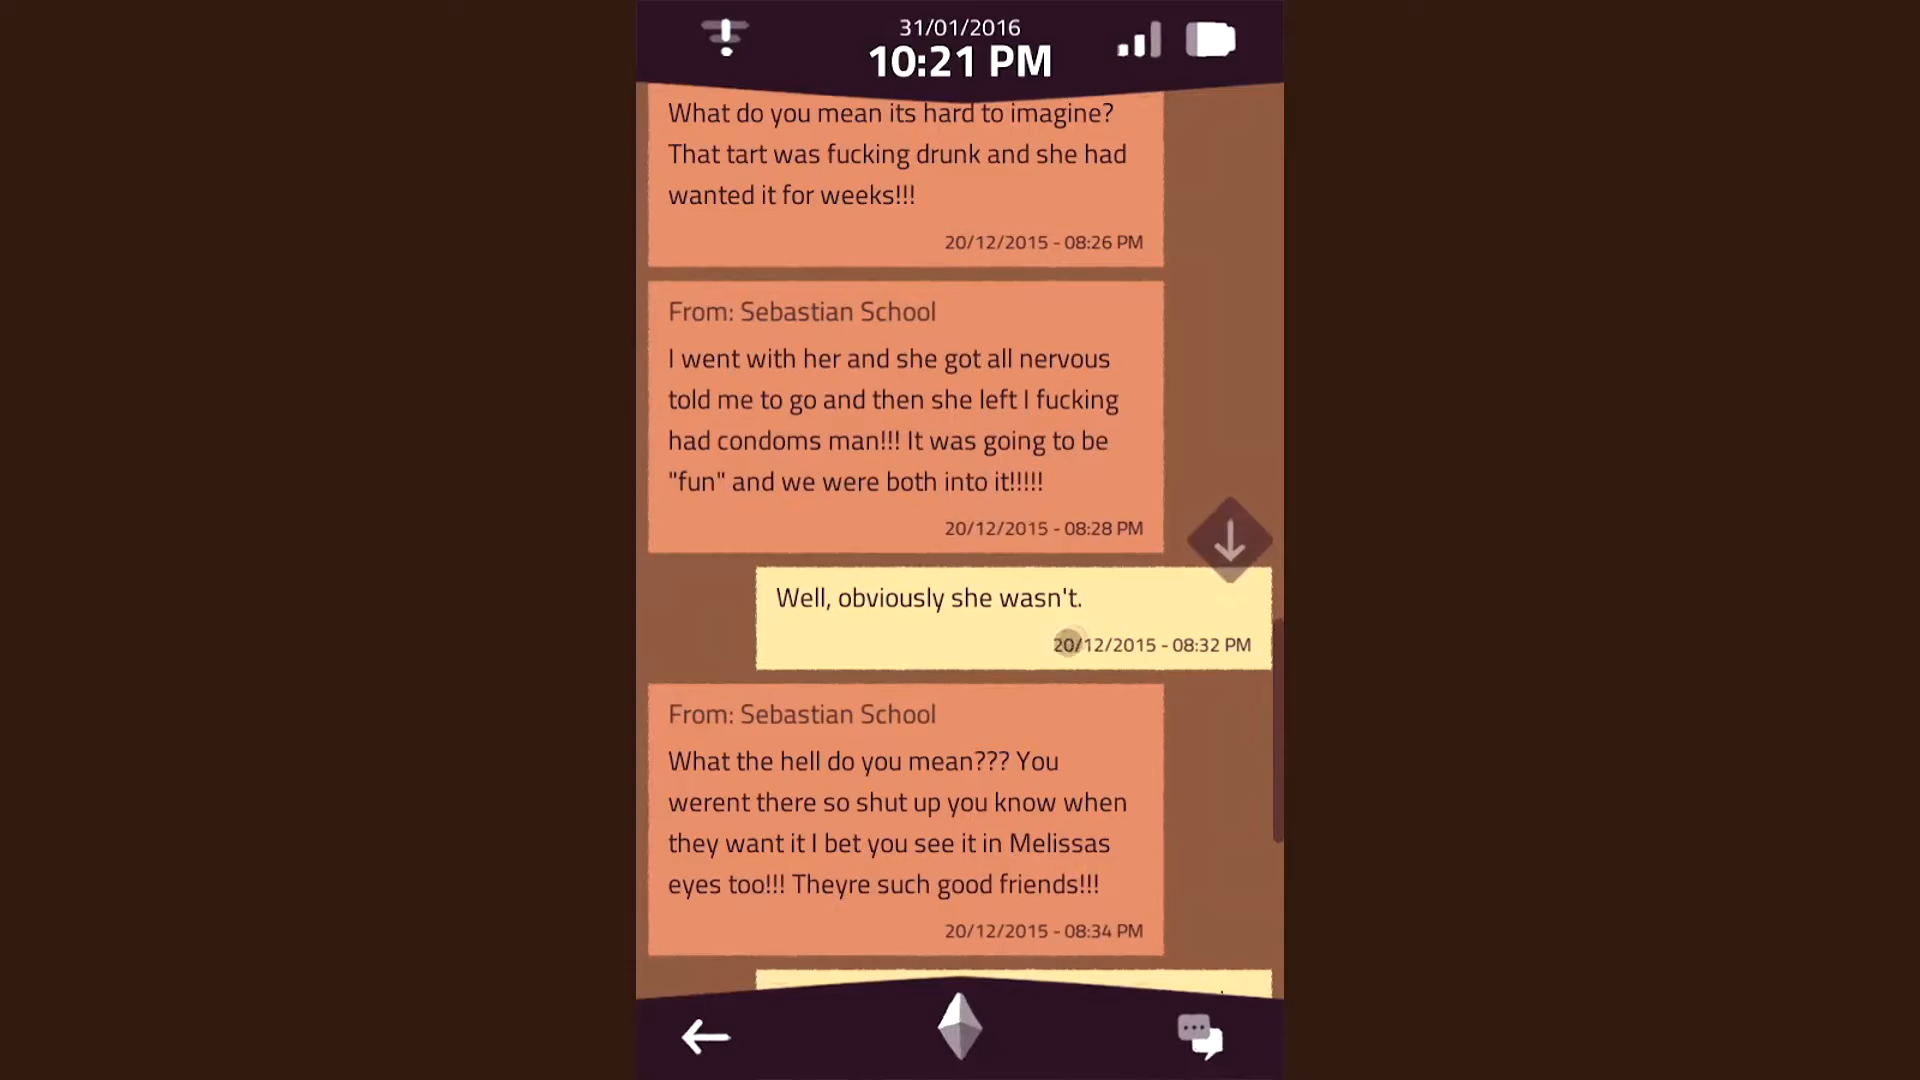 31/01/2016
10:21 PM
What do you mean its hard to imagine?
That tart was fucking drunk and she had
wanted it for weeks!!!
20/12/2015 - 08:26 PM
From: Sebastian School
I went with her and she got all nervous
told me to go and then she left I fucking
had condoms man!!! It was going to be
"fun" and we were both into it!!!!!
20/12/2015 - 08:28 PM
Well, obviously she wasn't.
20/12/2015 - 08:32 PM
From: Sebastian School
What the hell do you mean??? You
werent there so shut up you know when
they want it I bet you see it in Melissas
eyes too!!! Theyre such good friends!!!
20/12/2015 - 08:34 PM